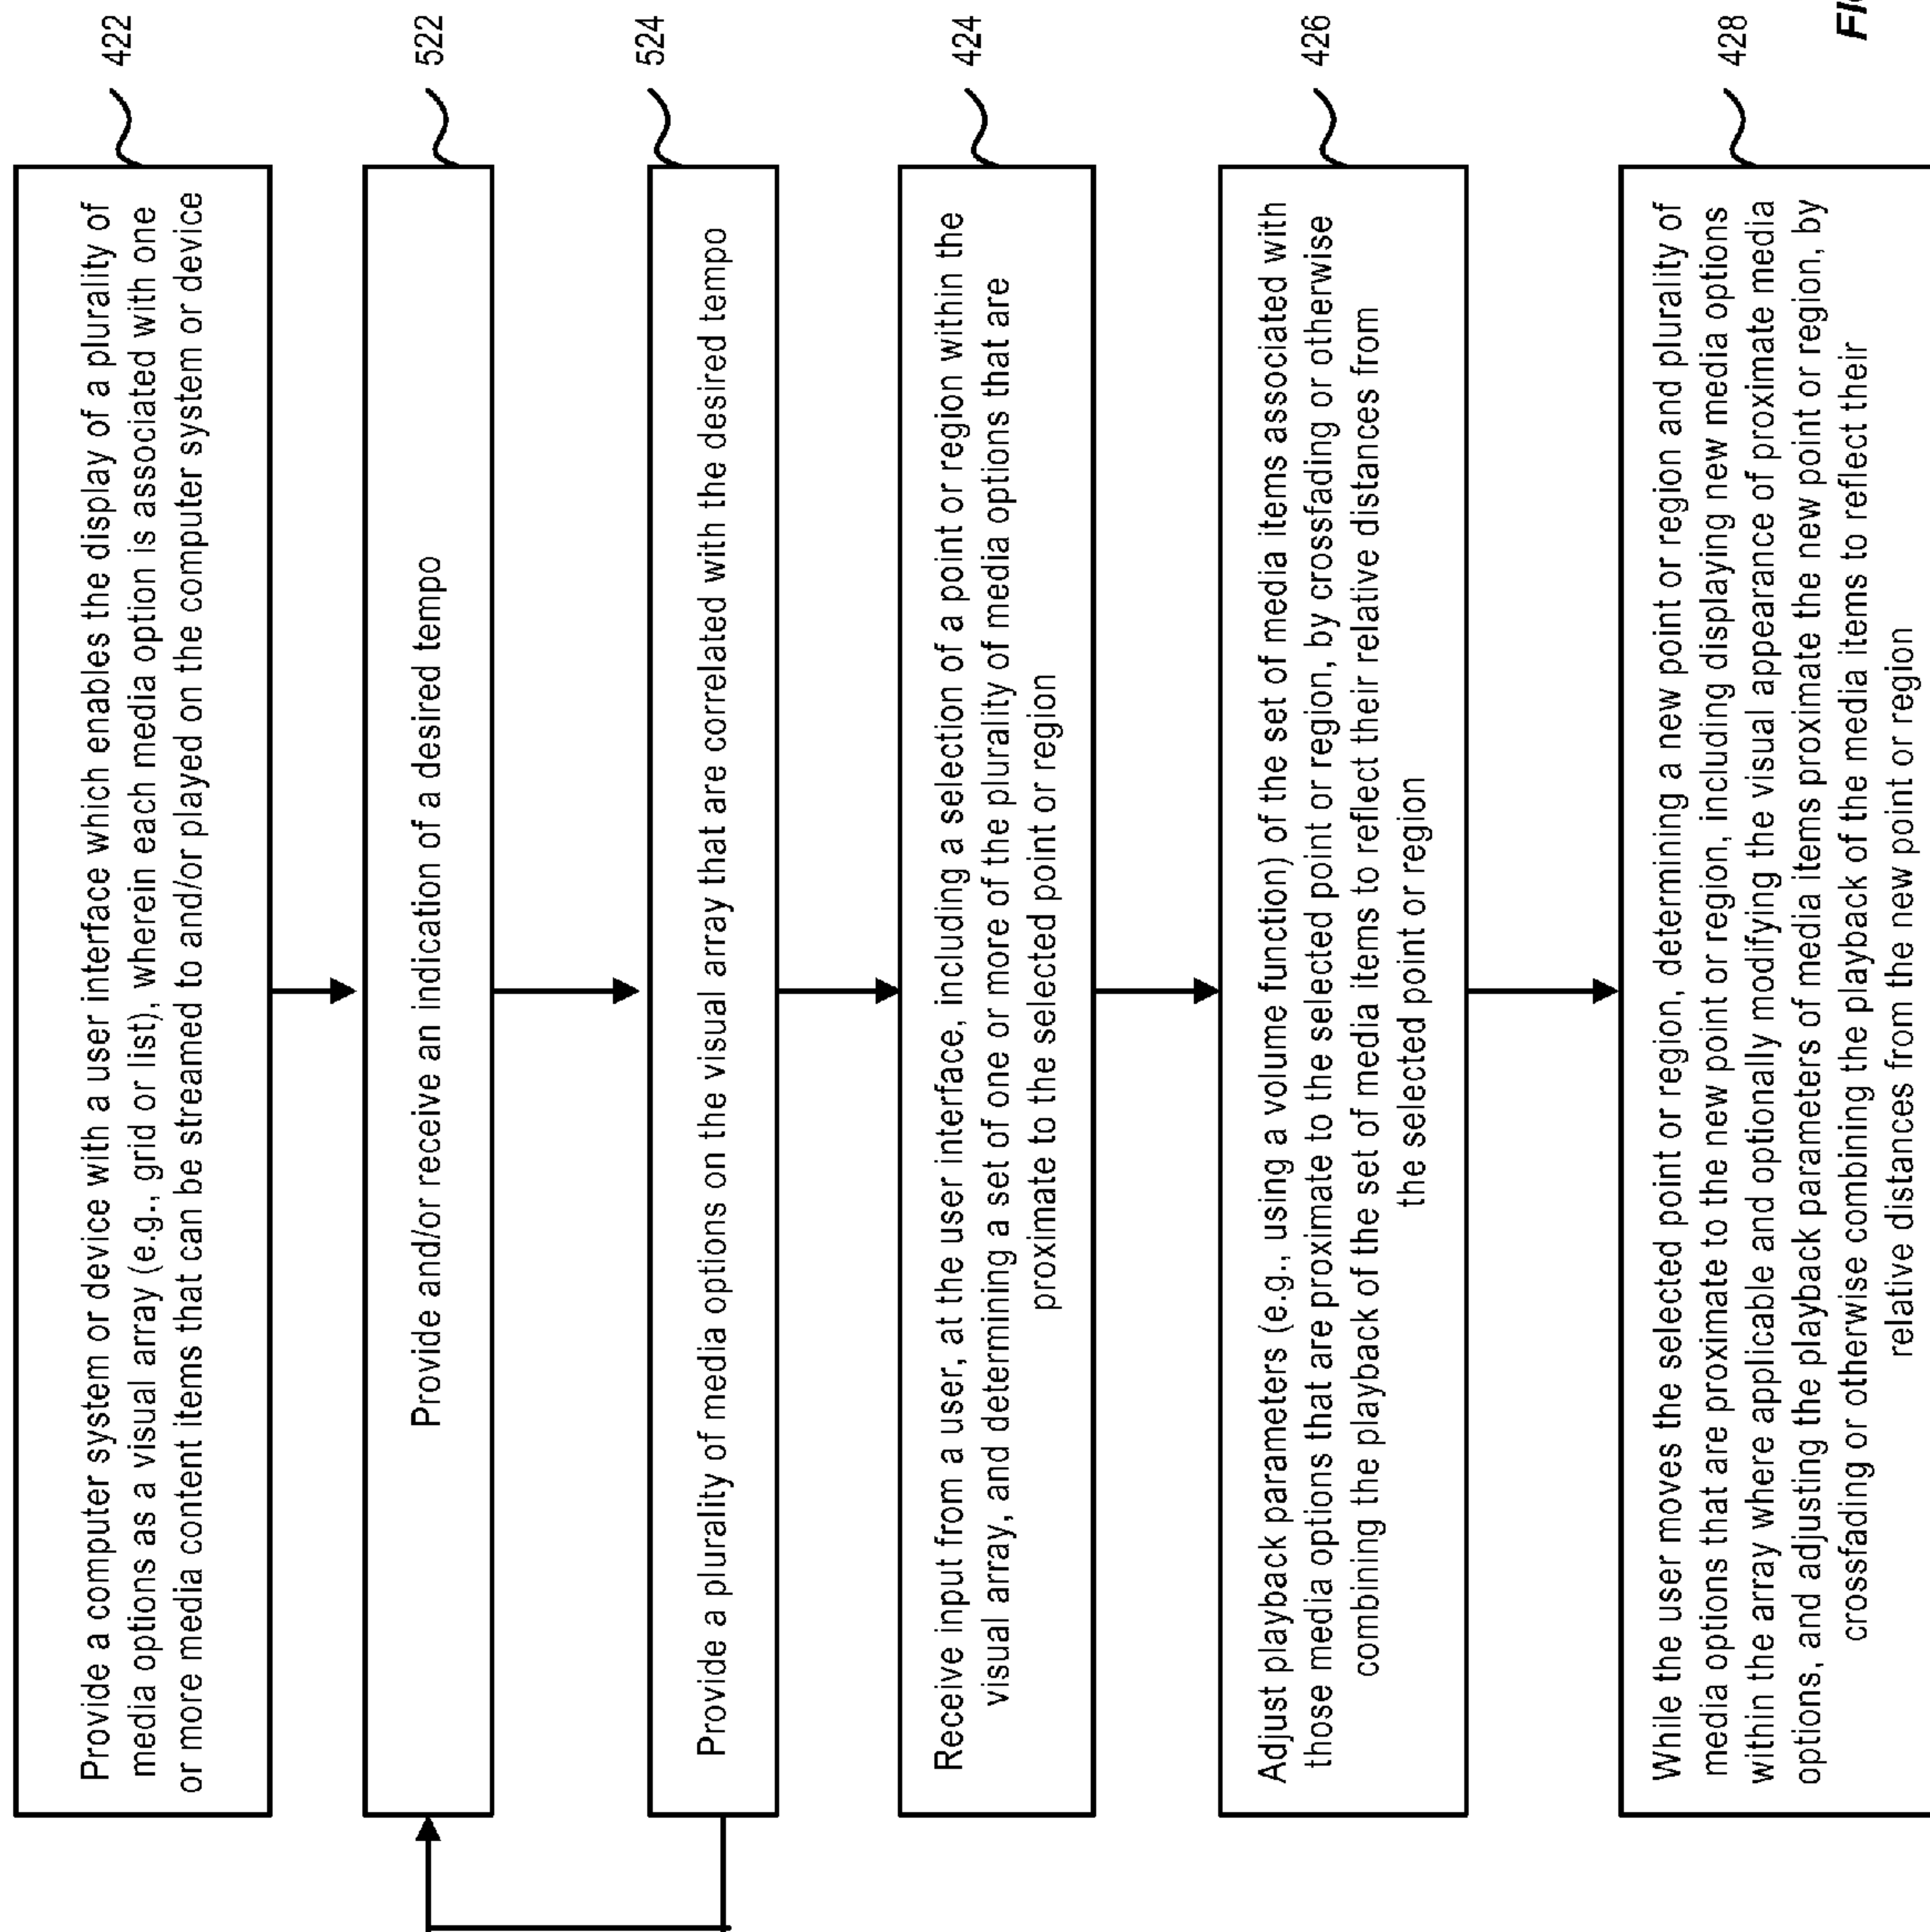 Provide a computer system or device with a user interface which enables the display of a plurality of
media options as a visual array (e.g., grid or list), wherein each media option is associated with one
or more media content items that can be streamed to and/or played on the computer system or device
422
Provide and/or receive an indication of a desired tempo
522
Provide a plurality of media options on the visual array that are correlated with the desired tempo
524
Receive input from a user, at the user interface, including a selection of a point or region within the
visual array, and determining a set of one or more of the plurality of media options that are
proximate to the selected point or region
424
Adjust playback parameters (e.g., using a volume function) of the set of media items associated with
those media options that are proximate to the selected point or region, by crossfading or otherwise
combining the playback of the set of media items to reflect their relative distances from
the selected point or region
426
While the user moves the selected point or region, determining a new point or region and plurality of
media options that are proximate to the new point or region, including displaying new media options
within the array where applicable and optionally modifying the visual appearance of proximate media
options, and adjusting the playback parameters of media items proximate the new point or region, by
crossfading or otherwise combining the playback of the media items to reflect their
relative distances from the new point or region
428